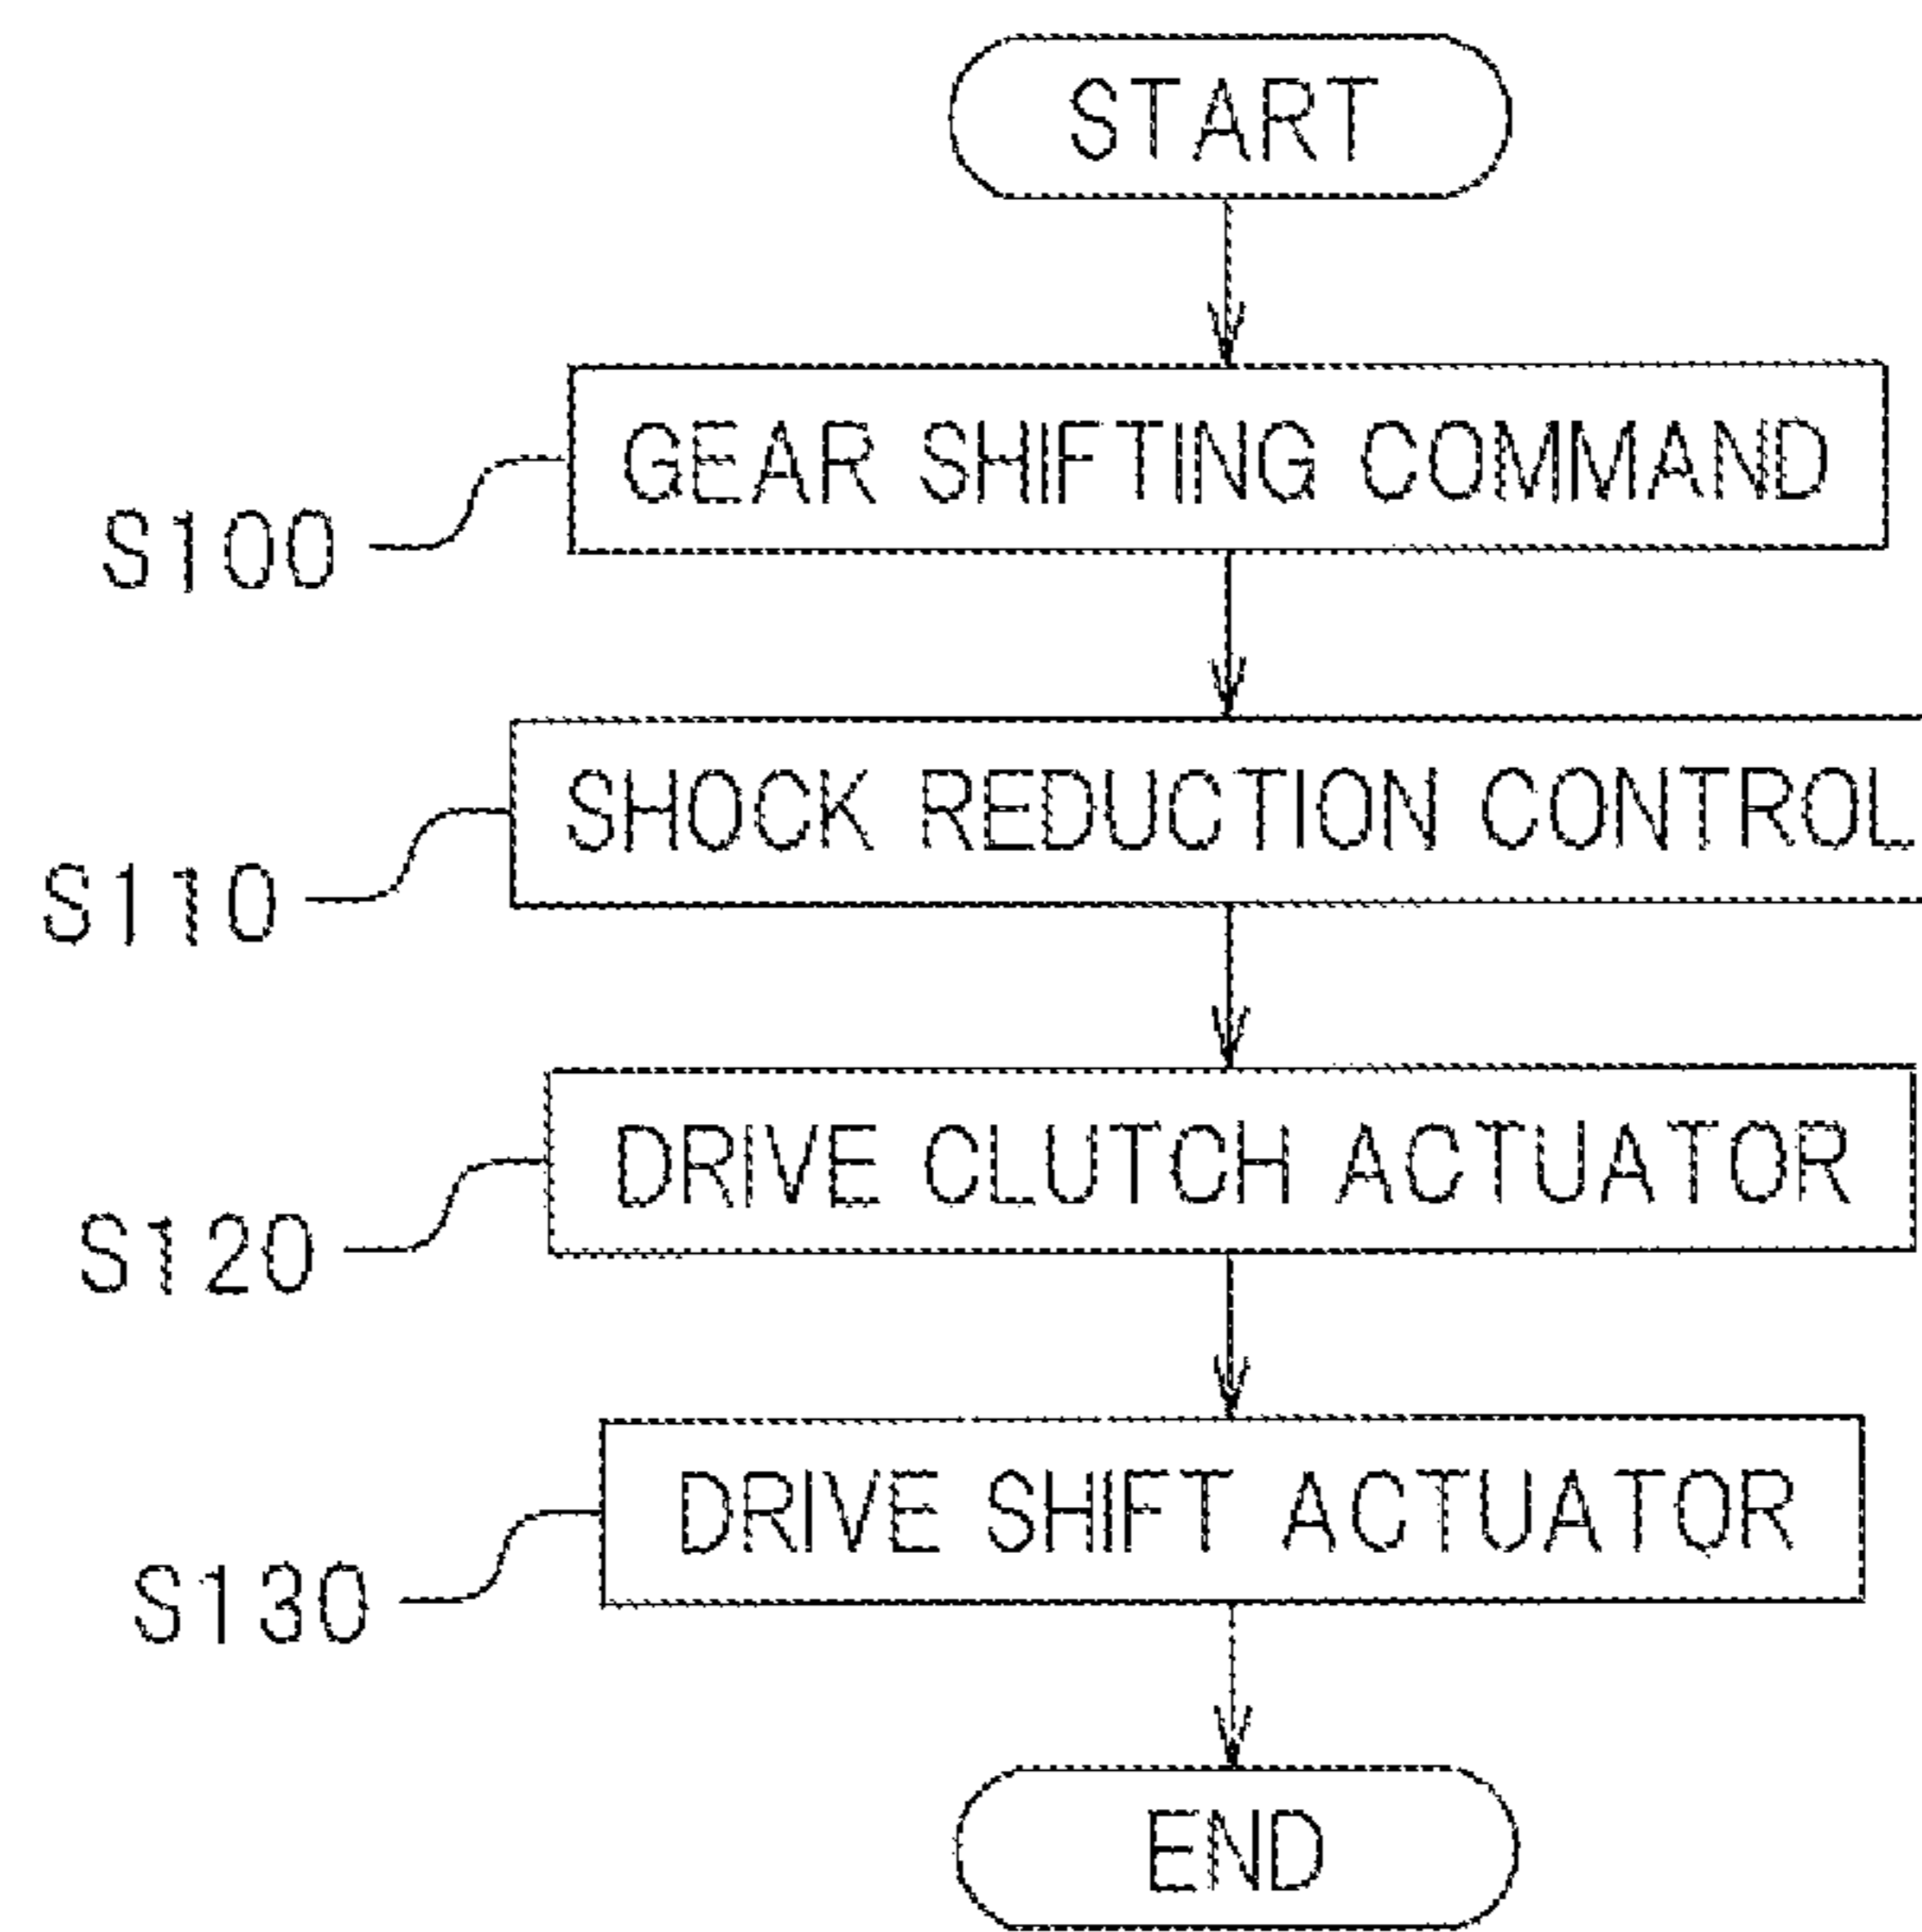 START
GEAR SHIFTING COMMAND
S100
SHOCK REDUCTION CONTROL
S110
DRIVE CLUTCH ACTUATOR
S120
DRIVE SHIFT ACTUATOR
S130
END